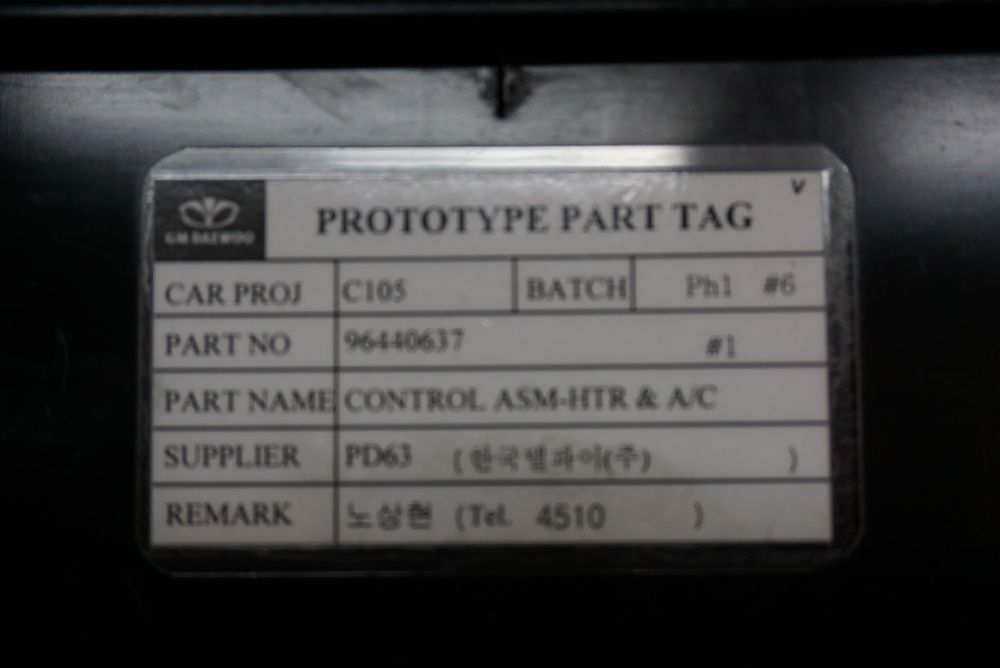 v
GM DAEWOO PROTOTYPE PART TAG
CAR PROJ C105 BATCH Ph1 #6
PART NO 96440637 #1
PART NAME CONTROL ASM-HTR & A/C
SUPPLIER PD63 (한국델파이(주) )
REMARK 노상현 (Tel. 4510 )